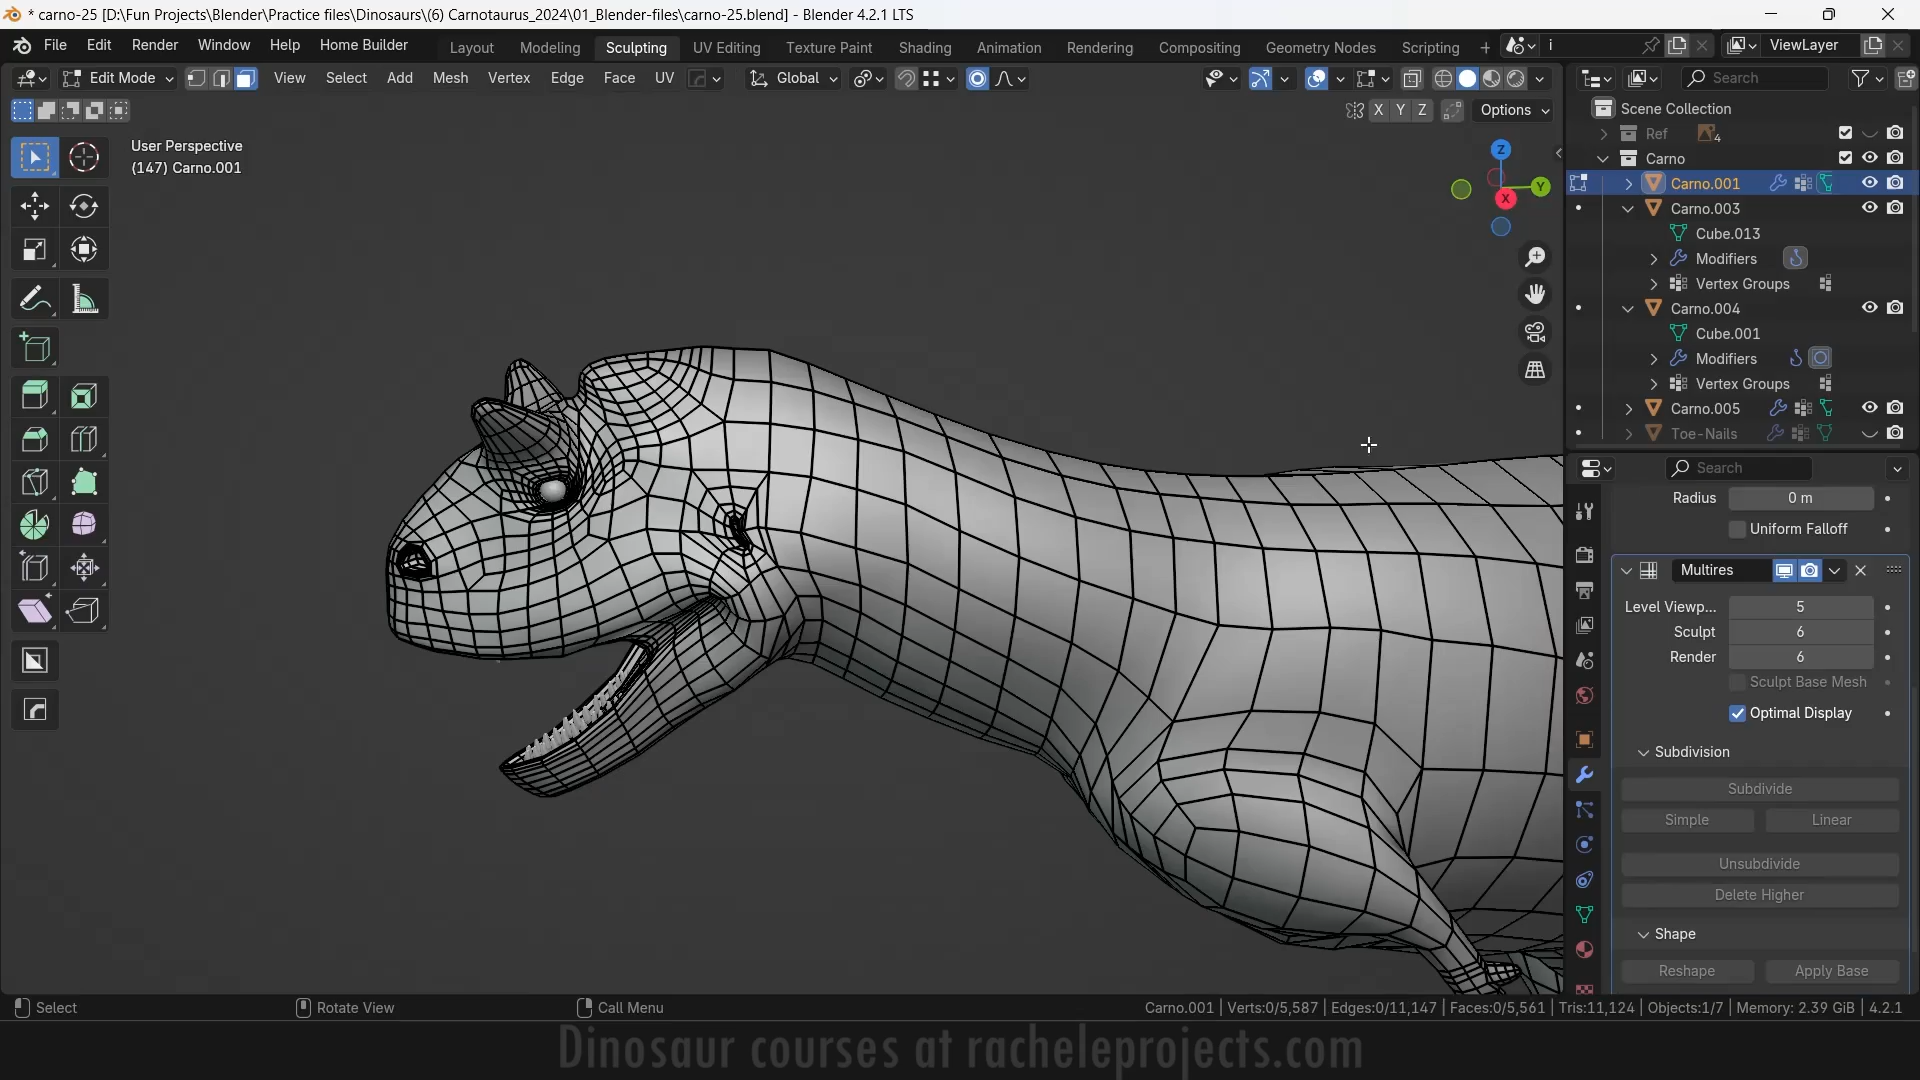 * carno-25 [D:\Fun Projects\Blender\Practice files\Dinosaurs\(6) Carnotaurus_2024\01_Blender-files\carno-25.blend] - Blender 4.2.1 LTS
File Edit Render Window Help Home Builder Layout Modeling Sculpting UV Editing Texture Paint Shading Animation Rendering Compositing Geometry Nodes Scripting + i ViewLayer
Edit Mode View Select Add Mesh Vertex Edge Face UV Global Search
X Y Z Options
Scene Collection
Ref 4
Carno
Carno.001
Carno.003
Cube.013
Modifiers
Vertex Groups
Carno.004
Cube.001
Modifiers
Vertex Groups
Carno.005
Toe-Nails
User Perspective
(147) Carno.001
Z
Y
X
Search
Radius 0 m
Uniform Falloff
Multires
Level Viewp... 5
Sculpt 6
Render 6
Sculpt Base Mesh
Optimal Display
Subdivision
Subdivide
Simple Linear
Unsubdivide
Delete Higher
Shape
Reshape Apply Base
Select Rotate View Call Menu Carno.001 | Verts:0/5,587 | Edges:0/11,147 | Faces:0/5,561 | Tris:11,124 | Objects:1/7 | Memory: 2.39 GiB | 4.2.1
Dinosaur courses at racheleprojects.com